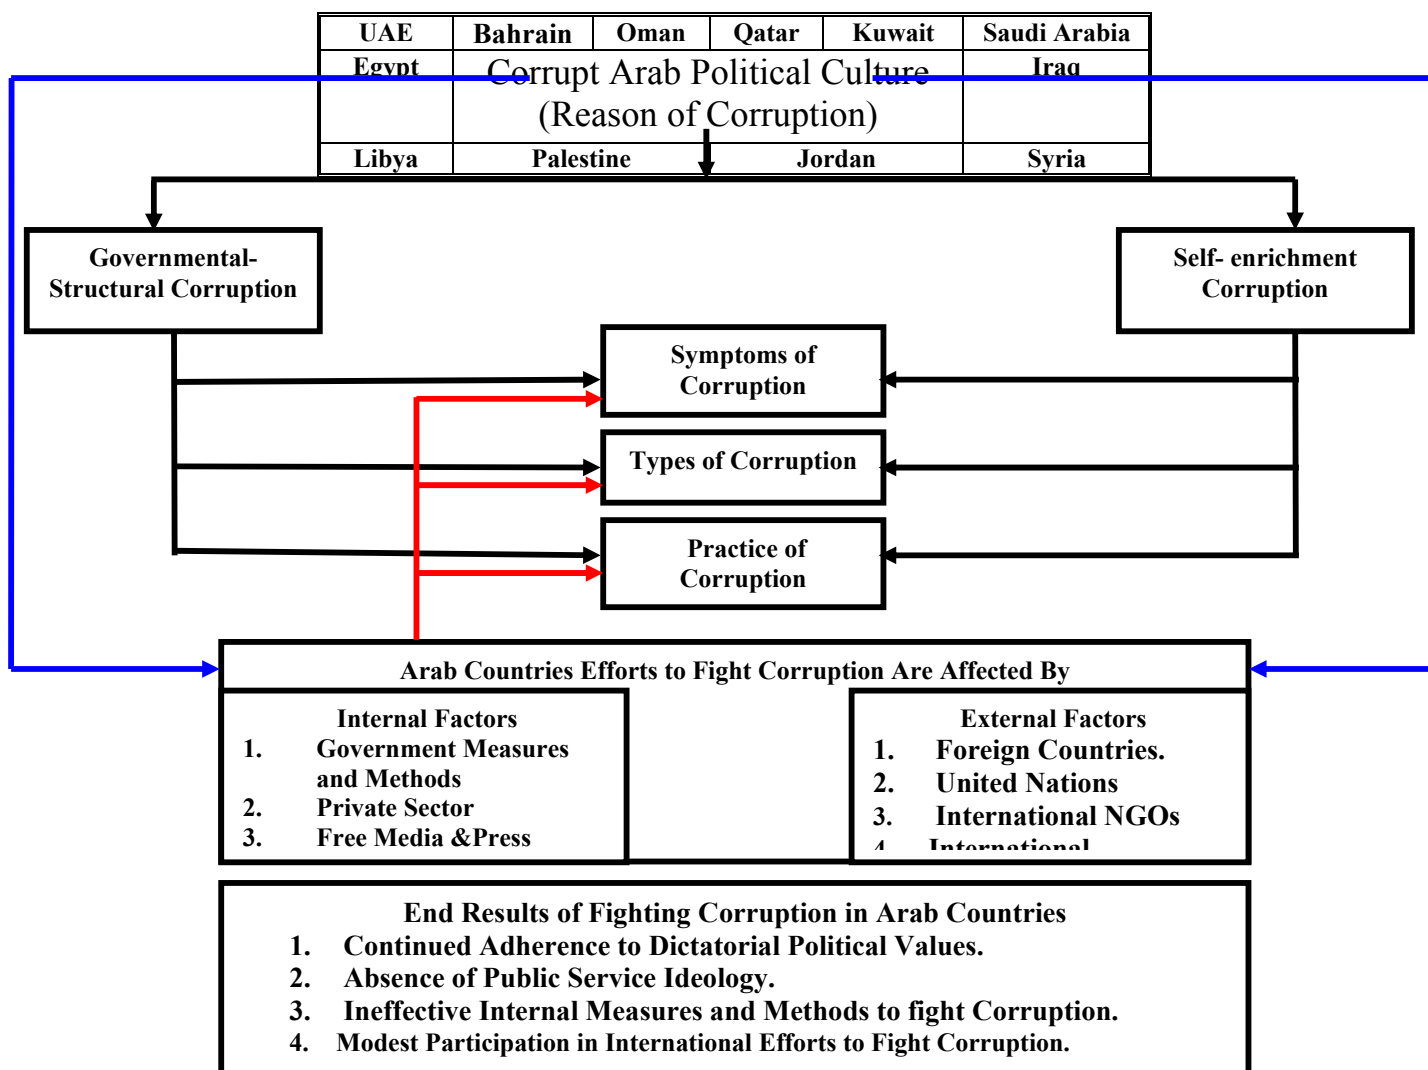 UAE Bahrain Oman Qatar Kuwait Saudi Arabia
Egypt Corrupt Arab Political Culture Iraq
(Reason of Corruption)
Libya Palestine Jordan Syria
Governmental-
Structural Corruption
Self- enrichment
Corruption
Symptoms of
Corruption
Types of Corruption
Practice of
Corruption
Arab Countries Efforts to Fight Corruption Are Affected By
Internal Factors
1. Government Measures
and Methods
2. Private Sector
3. Free Media &Press
External Factors
1. Foreign Countries.
2. United Nations
3. International NGOs
4. International
End Results of Fighting Corruption in Arab Countries
1. Continued Adherence to Dictatorial Political Values.
2. Absence of Public Service Ideology.
3. Ineffective Internal Measures and Methods to fight Corruption.
4. Modest Participation in International Efforts to Fight Corruption.